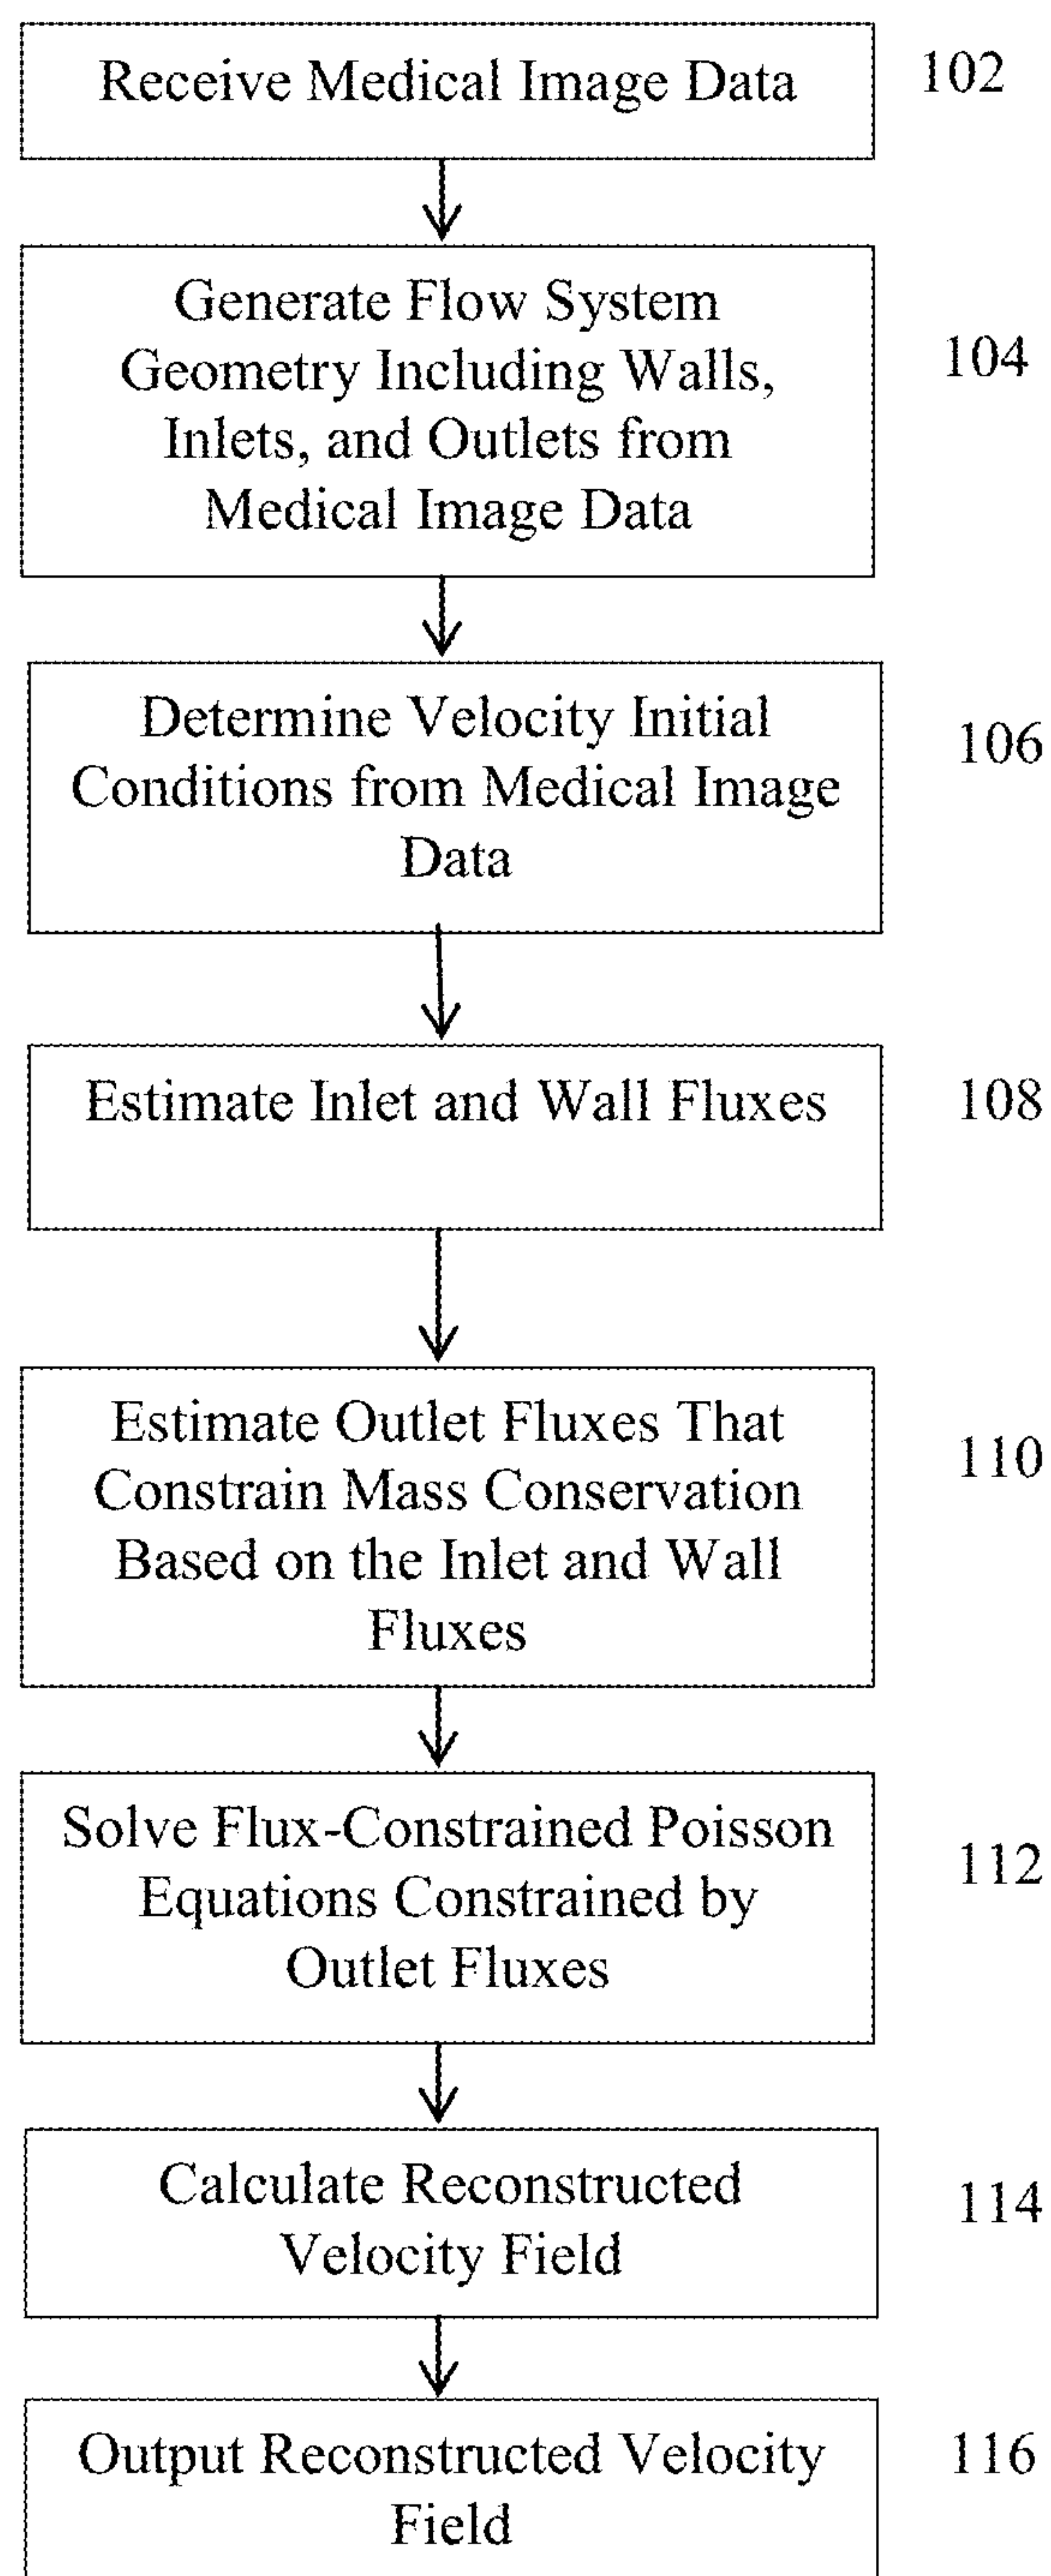 Receive Medical Image Data
102
Generate Flow System
Geometry Including Walls,
Inlets, and Outlets from
Medical Image Data
104
Determine Velocity Initial
Conditions from Medical Image
Data
106
Estimate Inlet and Wall Fluxes
108
Estimate Outlet Fluxes That
Constrain Mass Conservation
Based on the Inlet and Wall
Fluxes
110
Solve Flux-Constrained Poisson
Equations Constrained by
Outlet Fluxes
112
Calculate Reconstructed
Velocity Field
114
Output Reconstructed Velocity
Field
116